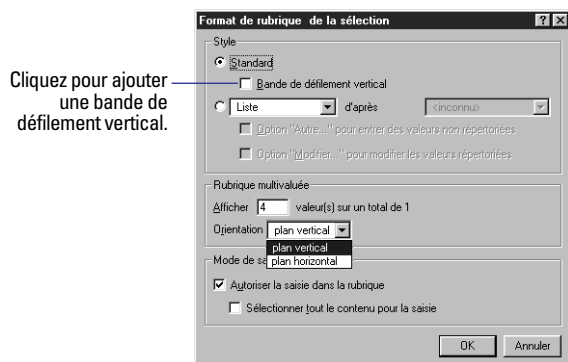 Format de rubrique de la sélection
Style
Standard
Cliquez pour ajouter
une bande de
défilement vertical.
Bande de défilement vertical
Liste d'après <inconnu>
Option "Autre..." pour entrer des valeurs non répertoriées
Option "Modifier..." pour modifier les valeurs répertoriées
Rubrique multivaluée
Afficher 4 valeur(s) sur un total de 1
Orientation plan vertical
plan vertical
plan horizontal
Mode de sa
Autoriser la saisie dans la rubrique
Sélectionner tout le contenu pour la saisie
OK Annuler